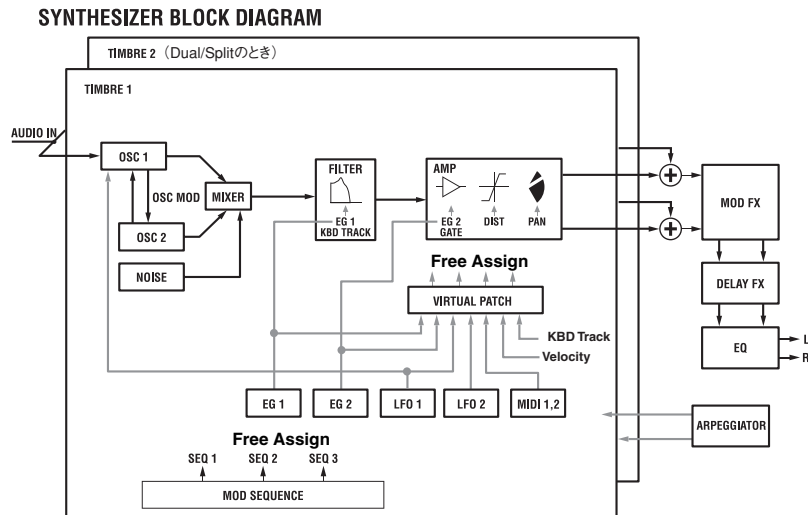 SYNTHESIZER BLOCK DIAGRAM
TIMBRE 2 (Dual/Splitのとき)
TIMBRE 1
AUDIO IN
OSC 1
OSC MOD
OSC 2
NOISE
MIXER
FILTER
EG 1
KBD TRACK
AMP
EG 2
GATE
DIST
PAN
MOD FX
DELAY FX
EQ
L
R
Free Assign
VIRTUAL PATCH
KBD Track
Velocity
EG 1
EG 2
LFO 1
LFO 2
MIDI 1,2
ARPEGGIATOR
Free Assign
SEQ 1
SEQ 2
SEQ 3
MOD SEQUENCE